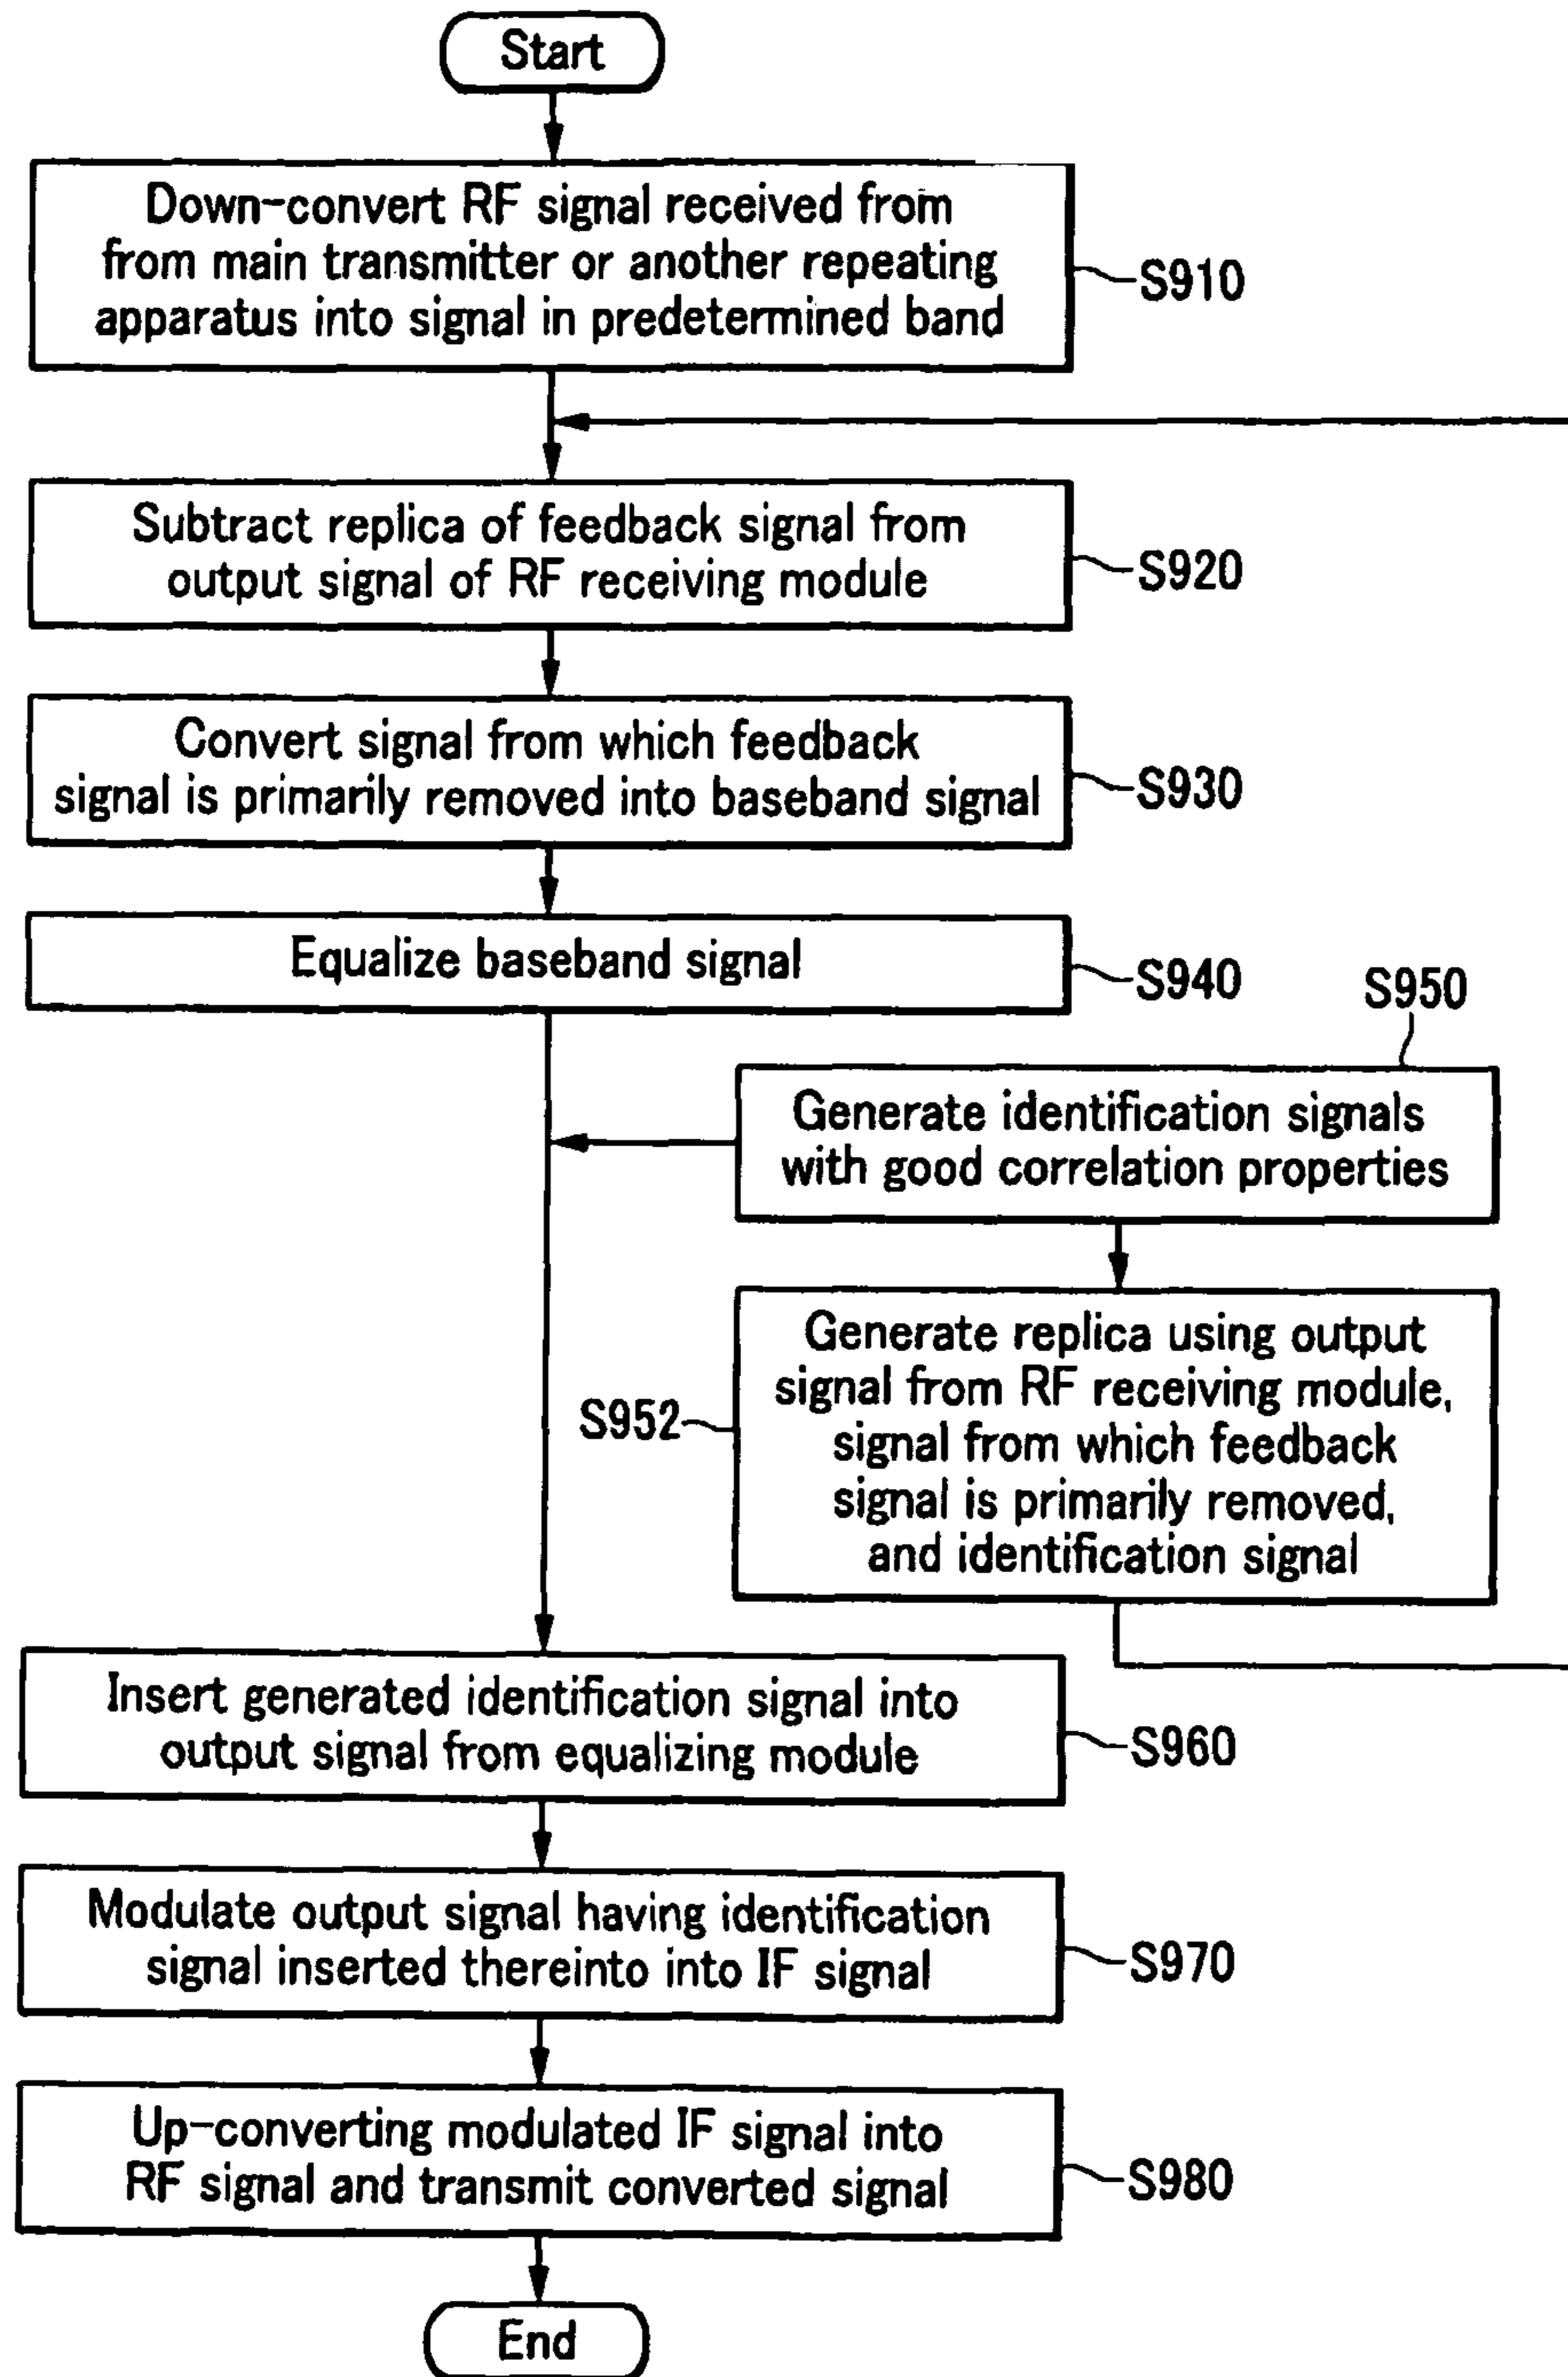 Start
Down-convert RF signal received from
from main transmitter or another repeating
apparatus into signal in predetermined band
S910
Subtract replica of feedback signal from
output signal of RF receiving module
S920
Convert signal from which feedback
signal is primarily removed into baseband signal
S930
Equalize baseband signal
S940
S950
Generate identification signals
with good correlation properties
Generate replica using output
signal from RF receiving module,
signal from which feedback
signal is primarily removed,
and identification signal
S952
Insert generated identification signal into
output signal from equalizing module
S960
Modulate output signal having identification
signal inserted thereinto into IF signal
S970
Up-converting modulated IF signal into
RF signal and transmit converted signal
S980
End